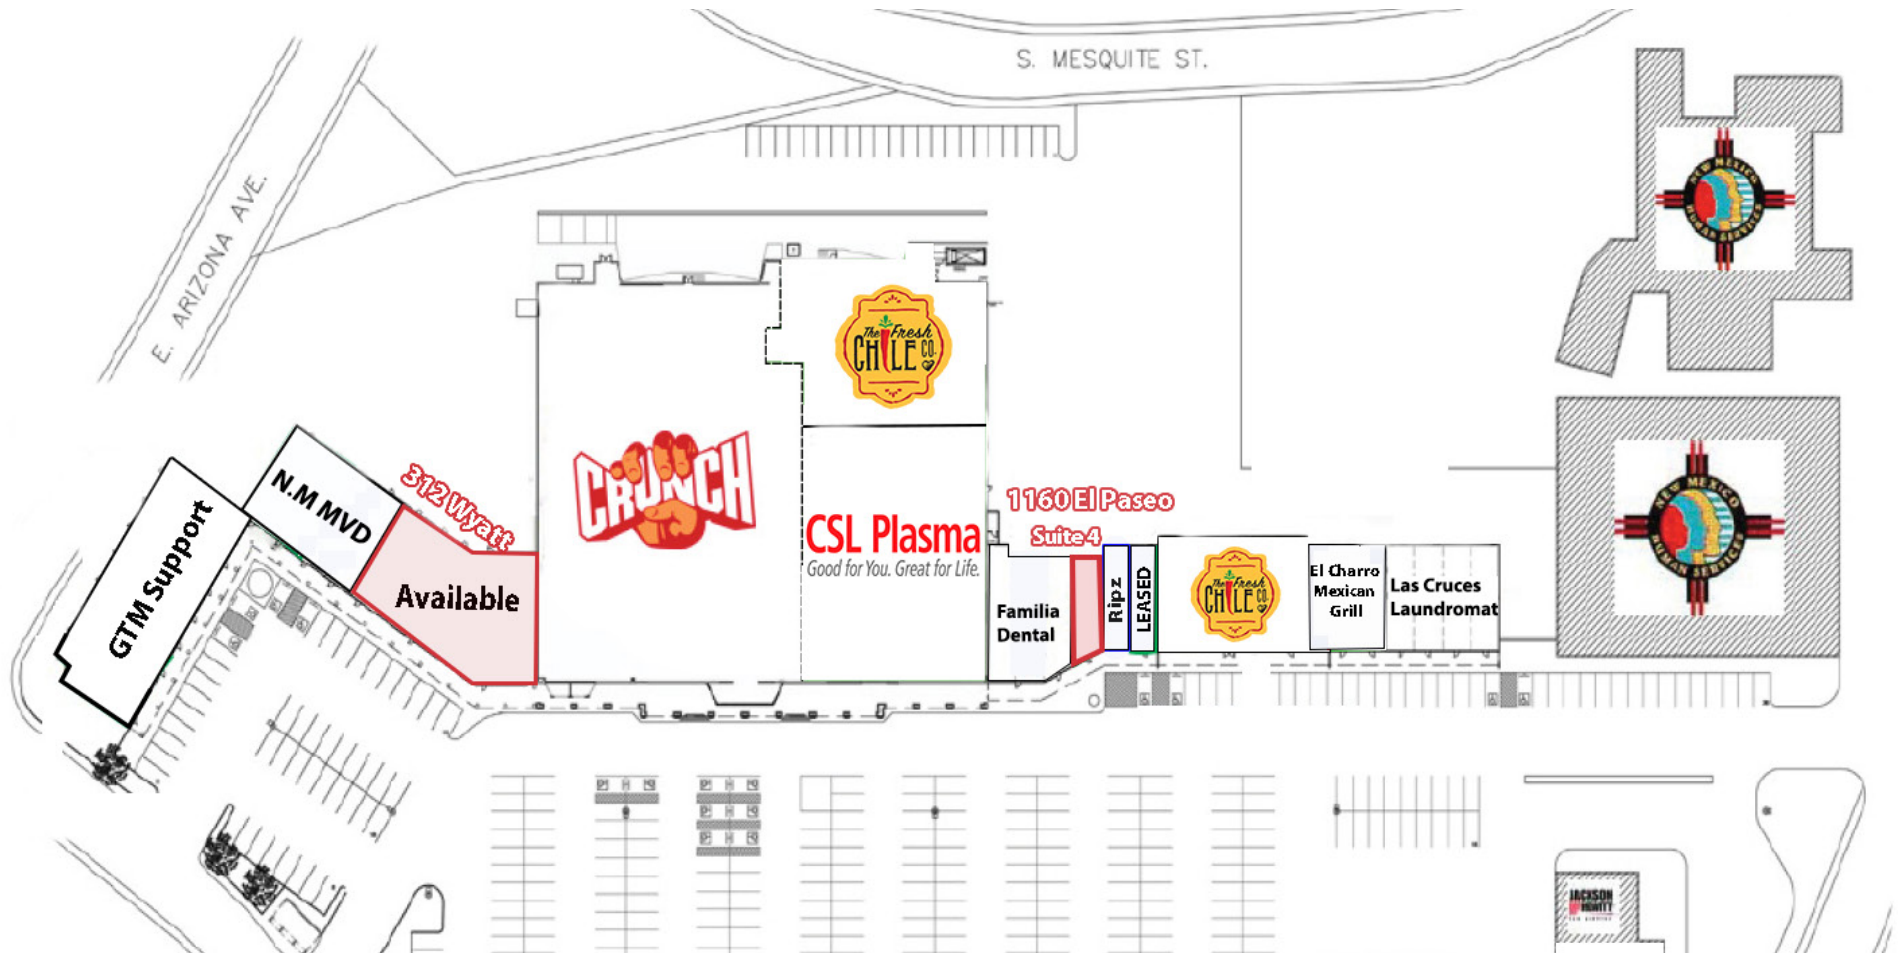 S. MESQUITE ST.
E. ARIZONA AVE.
NEW MEXICO
HUMAN SERVICES
The Fresh
CHILE CO.
CRUNCH
N.M MVD
312 Wyatt
GTM Support
Available
CSL Plasma
Good for You. Great for Life.
1160 El Paseo
Suite 4
Familia
Dental
Ripz
LEASED
The Fresh
CHILE CO.
El Charro
Mexican
Grill
Las Cruces
Laundromat
NEW MEXICO
HUMAN SERVICES
JACKSON
HEWITT